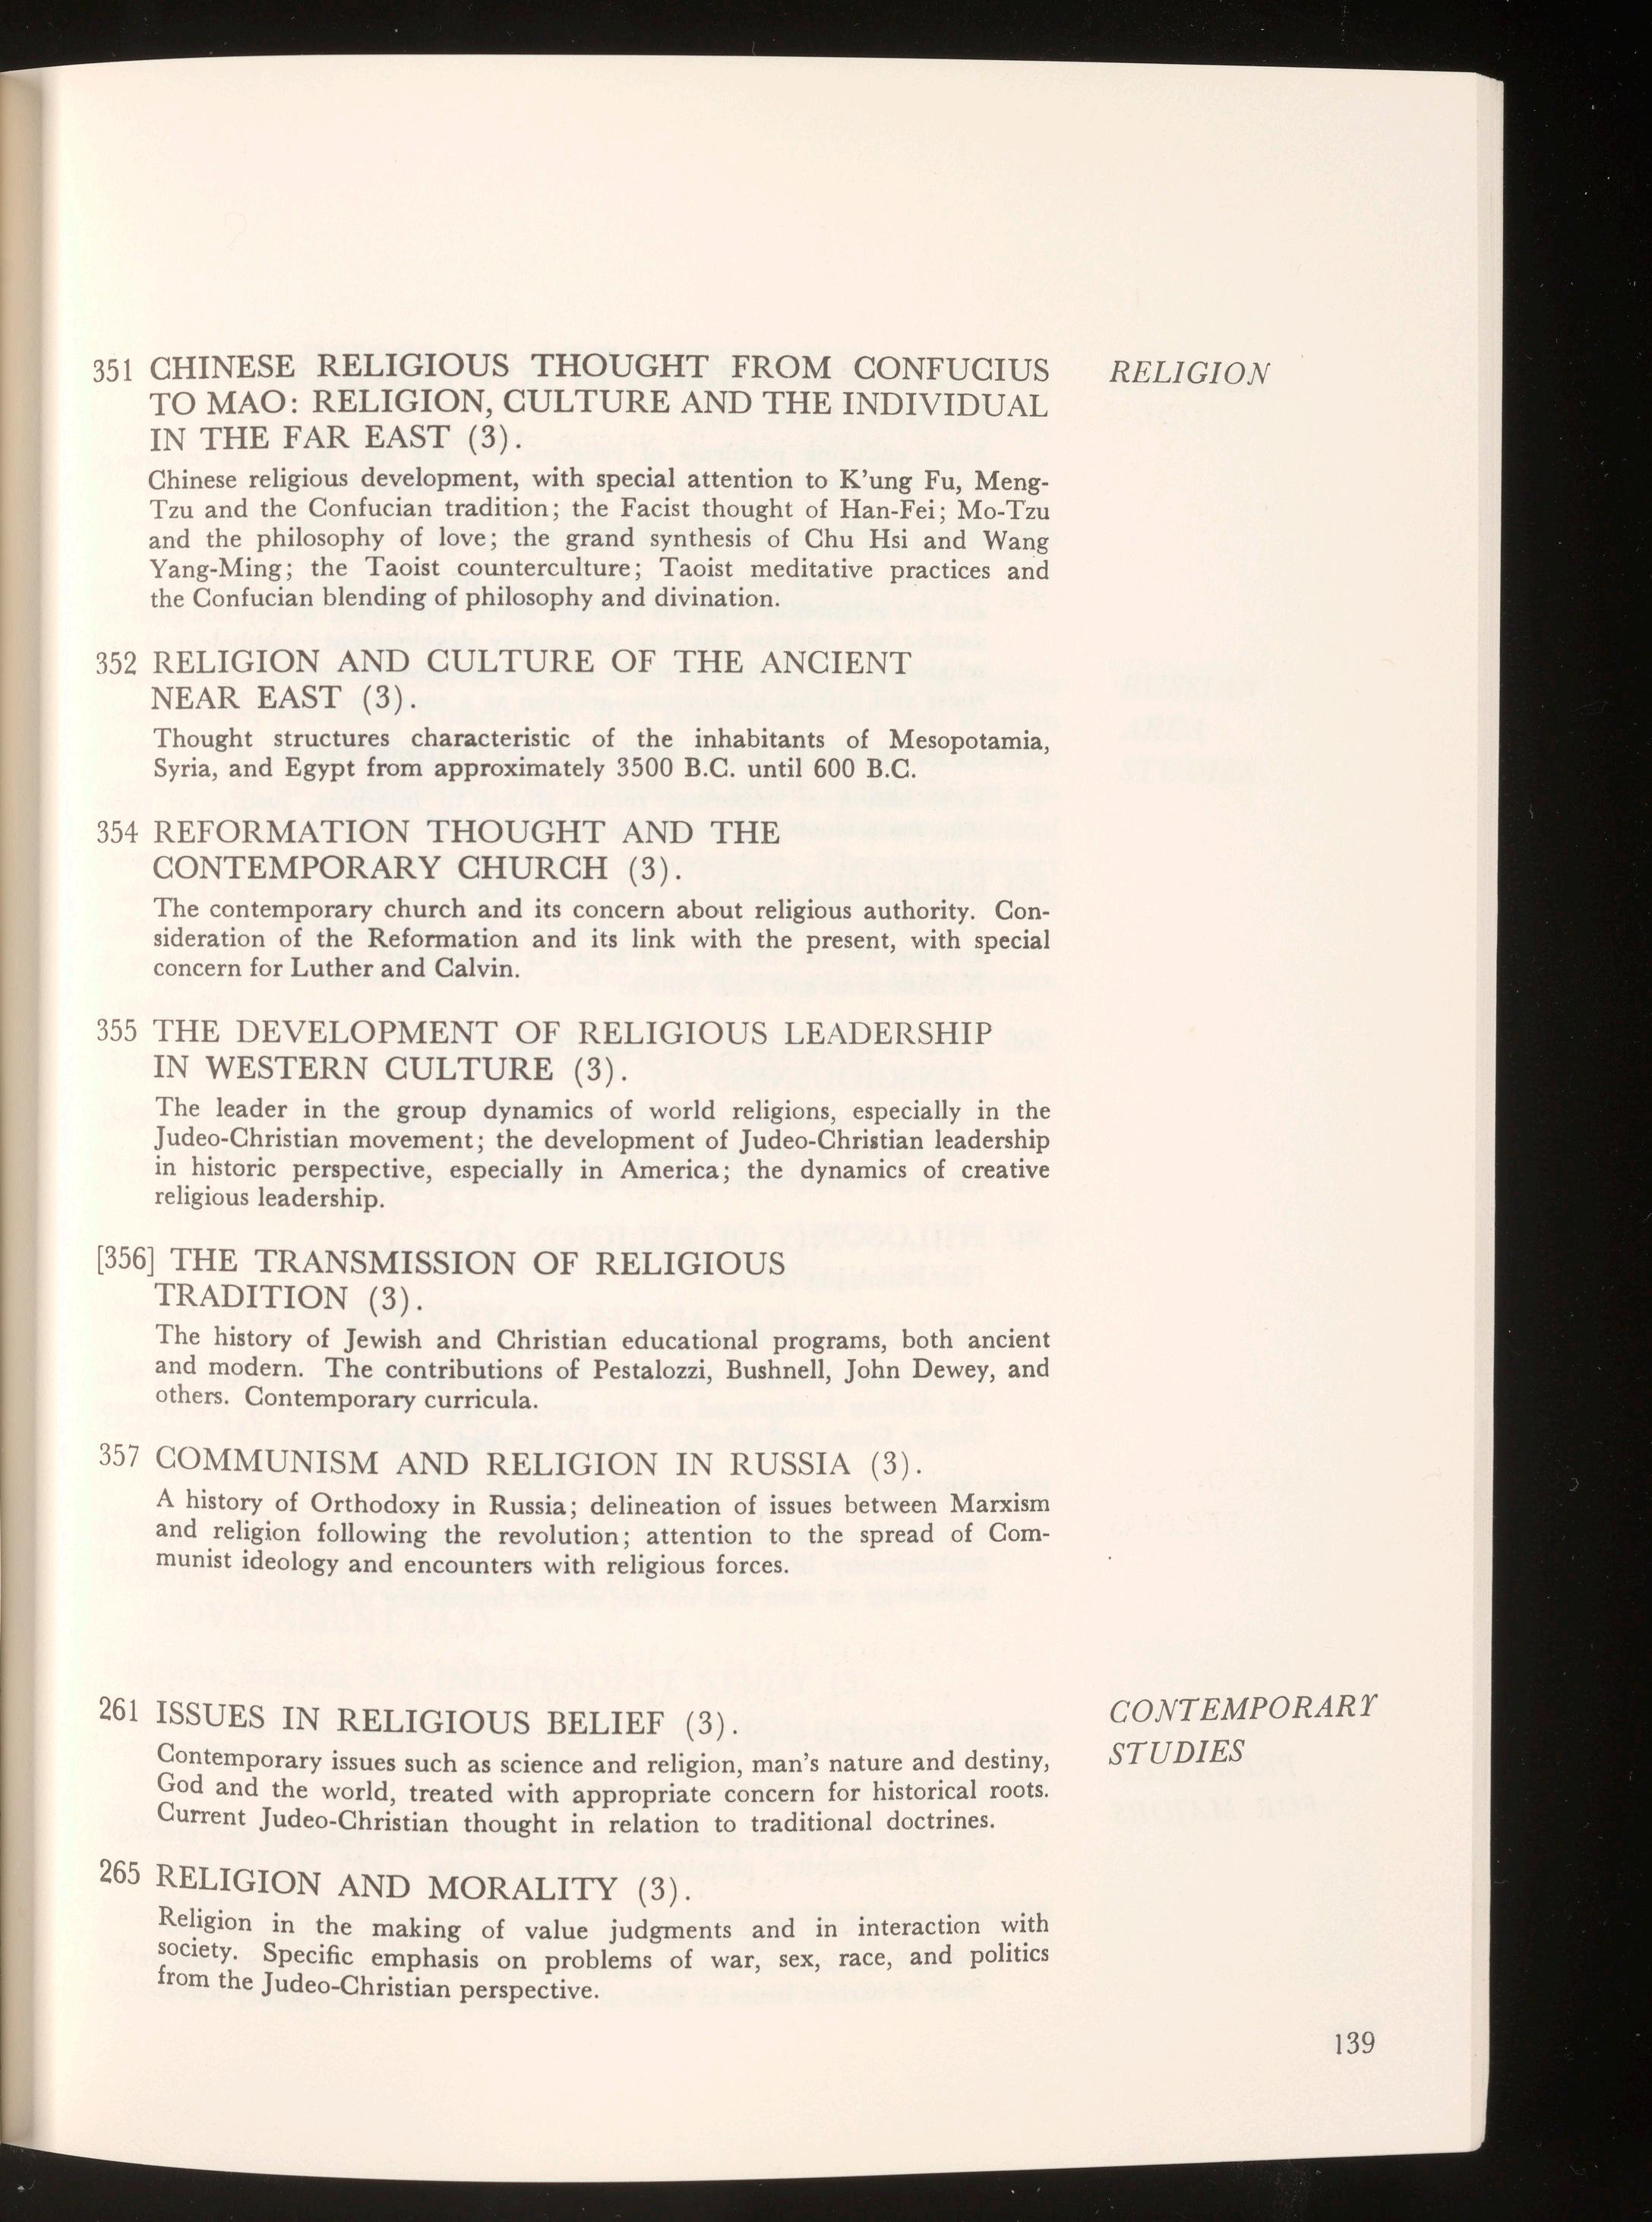 RELIGION
351 CHINESE RELIGIOUS THOUGHT FROM CONFUCIUS
TO MAO: RELIGION, CULTURE AND THE INDIVIDUAL
IN THE FAR EAST (3).
Chinese religious development, with special attention to K'ung Fu, Meng-
Tzu and the Confucian tradition; the Facist thought of Han-Fei; Mo-Tzu
and the philosophy of love; the grand synthesis of Chu Hsi and Wang
Yang-Ming; the Taoist counterculture; Taoist meditative practices and
the Confucian blending of philosophy and divination.
352 RELIGION AND CULTURE OF THE ANCIENT
NEAR EAST (3).
Thought structures characteristic of the inhabitants of Mesopotamia,
Syria, and Egypt from approximately 3500 B.C. until 600 B.C.
354 REFORMATION THOUGHT AND THE
CONTEMPORARY CHURCH (3).
The contemporary church and its concern about religious authority. Con-
sideration of the Reformation and its link with the present, with special
concern for Luther and Calvin.
355 THE DEVELOPMENT OF RELIGIOUS LEADERSHIP
IN WESTERN CULTURE (3).
The leader in the group dynamics of world religions, especially in the
Judeo-Christian movement; the development of Judeo-Christian leadership
in historic perspective, especially in America; the dynamics of creative
religious leadership.
[356] THE TRANSMISSION OF RELIGIOUS
TRADITION (3).
The history of Jewish and Christian educational programs, both ancient
and modern. The contributions of Pestalozzi, Bushnell, John Dewey, and
others. Contemporary curricula.
357 COMMUNISM AND RELIGION IN RUSSIA (3).
A history of Orthodoxy in Russia; delineation of issues between Marxism
and religion following the revolution; attention to the spread of Com-
munist ideology and encounters with religious forces.
CONTEMPORARY
STUDIES
261 ISSUES IN RELIGIOUS BELIEF (3).
Contemporary issues such as science and religion, man's nature and destiny,
God and the world, treated with appropriate concern for historical roots.
Current Judeo-Christian thought in relation to traditional doctrines.
265 RELIGION AND MORALITY (3).
Religion in the making of value judgments and in interaction with
society. Specific emphasis on problems of war, sex, race, and politics
from the Judeo-Christian perspective.
139